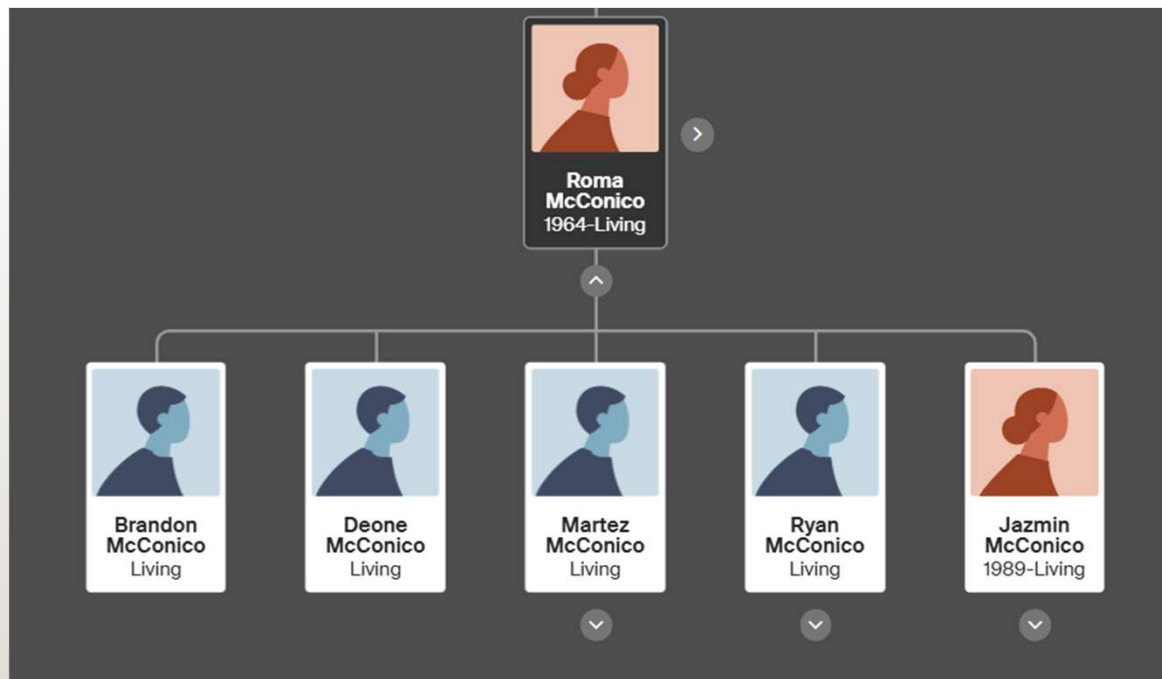 Roma
McConico
1964-Living
Brandon
McConico
Living
Deone
McConico
Living
Martez
McConico
Living
Ryan
McConico
Living
Jazmin
McConico
1989-Living